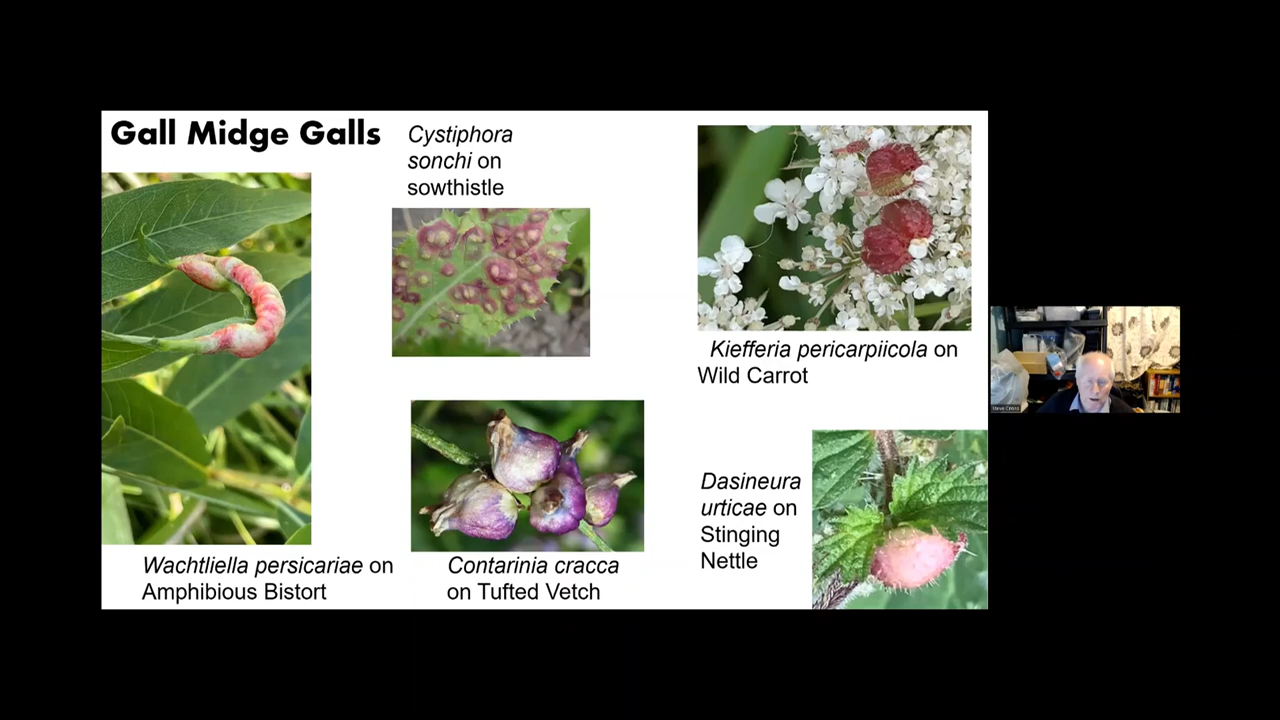 Gall Midge Galls
Cystiphora
sonchi on
sowthistle
Kiefferia pericarpiicola on
Wild Carrot
Dasineura
urticae on
Stinging
Nettle
Wachtliella persicariae on
Amphibious Bistort
Contarinia cracca
on Tufted Vetch